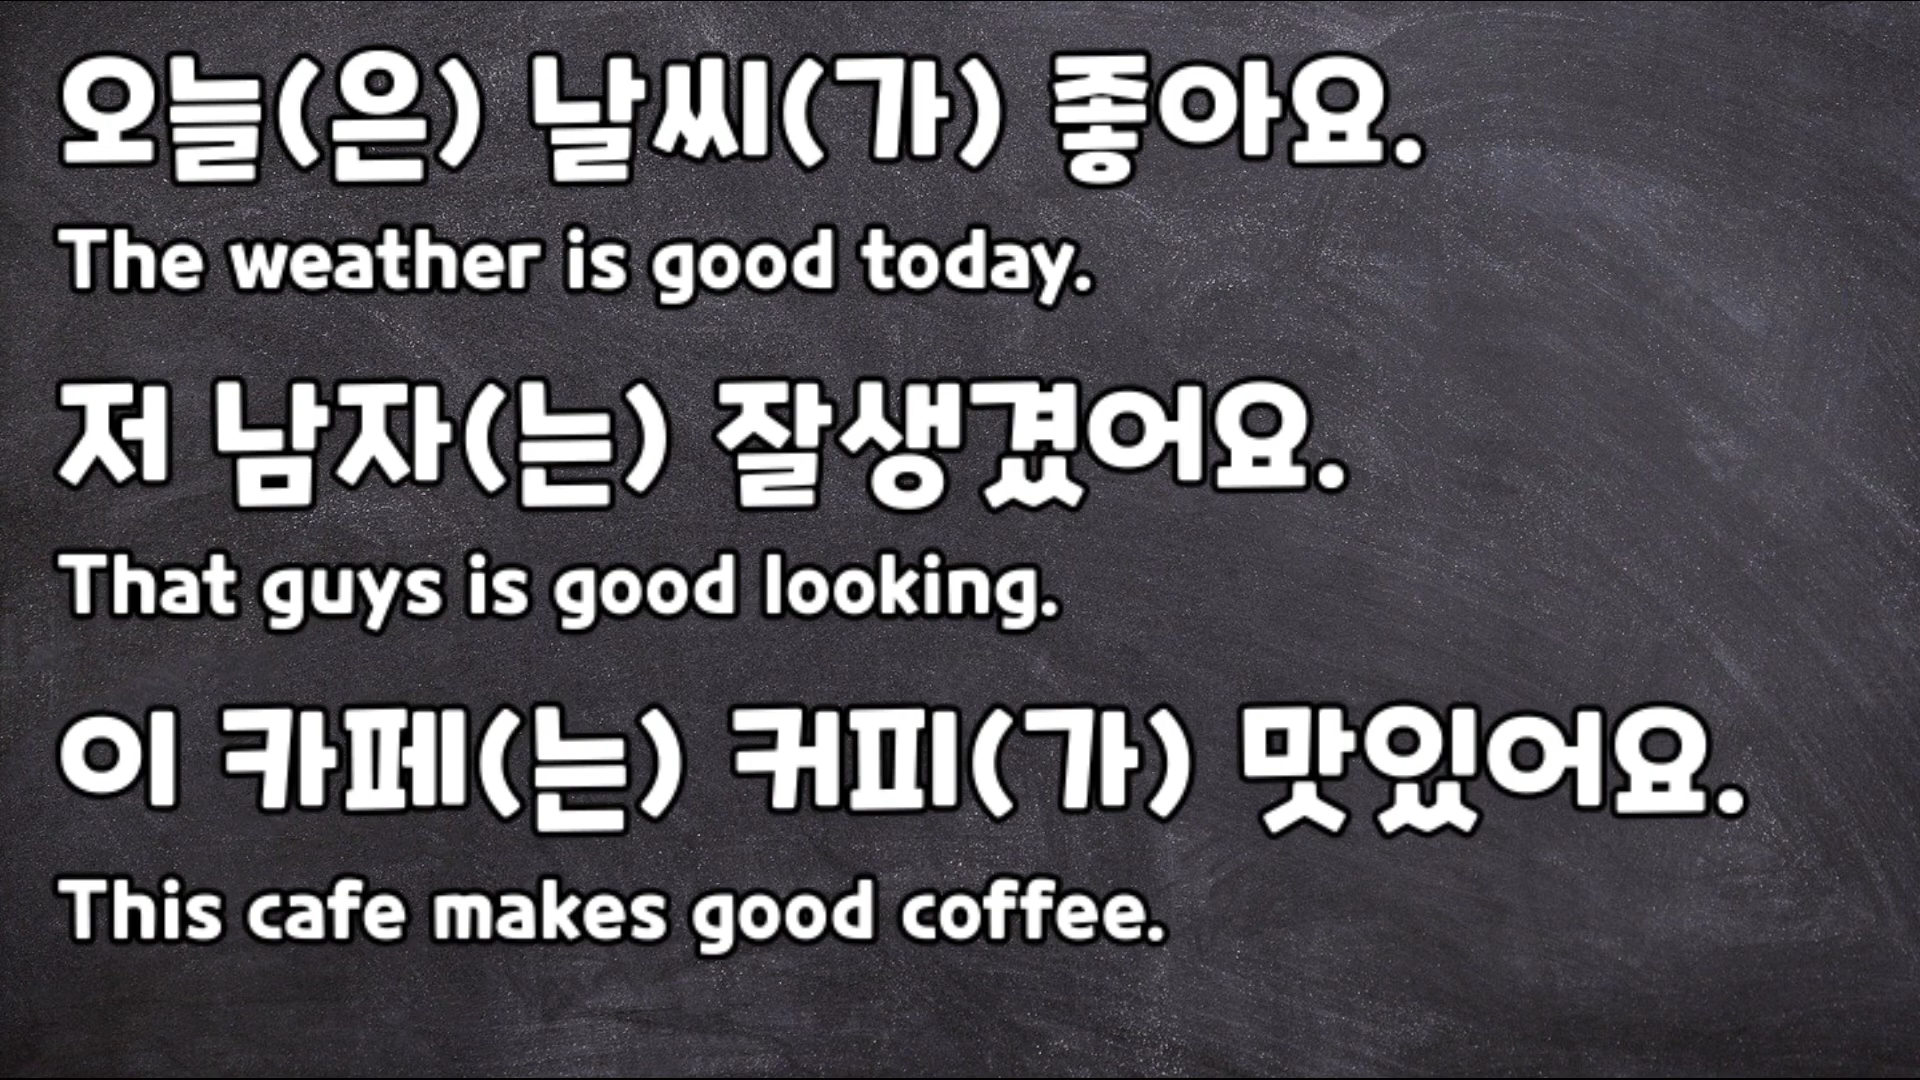 오늘(은) 날씨(가) 좋아요.
The weather is good today.
저 남자(는) 잘생겼어요.
That guys is good looking.
이 카페(는) 커피(가) 맛있어요.
This cafe makes good coffee.